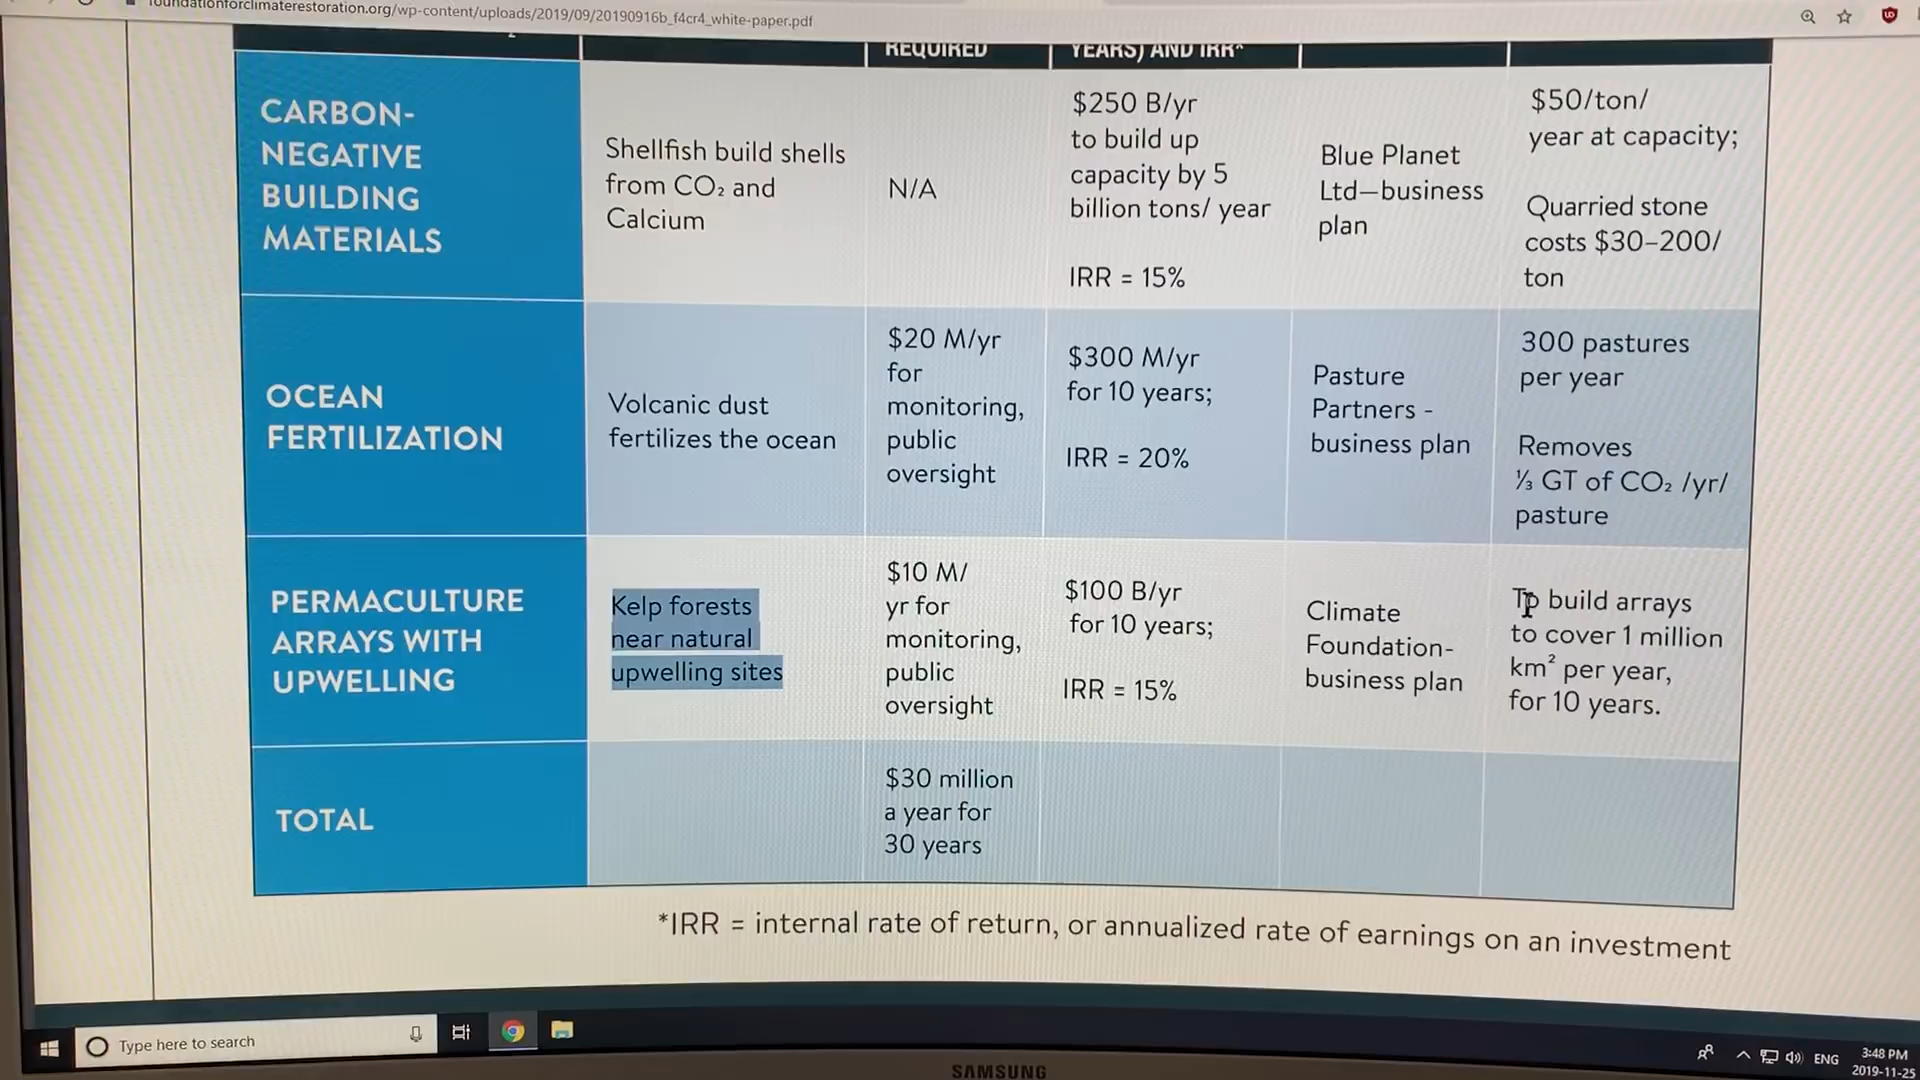 foundationforclimaterestoration.org/wp-content/uploads/2019/09/20190916b_f4cr4_white-paper.pdf
REQUIRED
YEARS) AND IRR*
CARBON-
NEGATIVE
BUILDING
MATERIALS
Shellfish build shells
from CO₂ and
Calcium
N/A
$250 B/yr
to build up
capacity by 5
billion tons/ year
IRR = 15%
Blue Planet
Ltd—business
plan
$50/ton/
year at capacity;
Quarried stone
costs $30–200/
ton
OCEAN
FERTILIZATION
Volcanic dust
fertilizes the ocean
$20 M/yr
for
monitoring,
public
oversight
$300 M/yr
for 10 years;
IRR = 20%
Pasture
Partners -
business plan
300 pastures
per year
Removes
⅓ GT of CO₂ /yr/
pasture
PERMACULTURE
ARRAYS WITH
UPWELLING
Kelp forests
near natural
upwelling sites
$10 M/
yr for
monitoring,
public
oversight
$100 B/yr
for 10 years;
IRR = 15%
Climate
Foundation-
business plan
To build arrays
to cover 1 million
km² per year,
for 10 years.
TOTAL
$30 million
a year for
30 years
*IRR = internal rate of return, or annualized rate of earnings on an investment
Type here to search
ENG
3:48 PM
2019-11-25
SAMSUNG